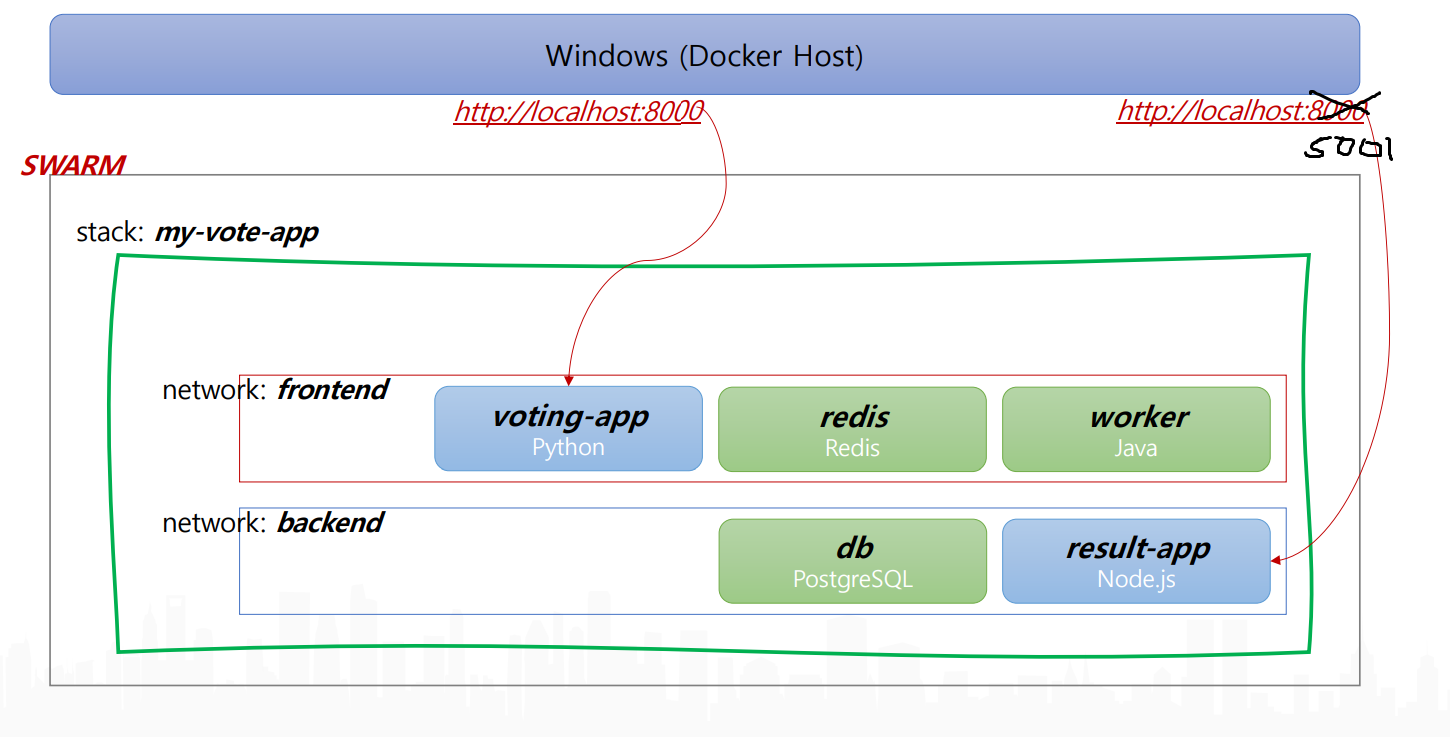 Windows (Docker Host)
http://localhost:8000
http://localhost:8000
5001
SWARM
stack: my-vote-app
network: frontend
voting-app
Python
redis
Redis
worker
Java
network: backend
db
PostgreSQL
result-app
Node.js